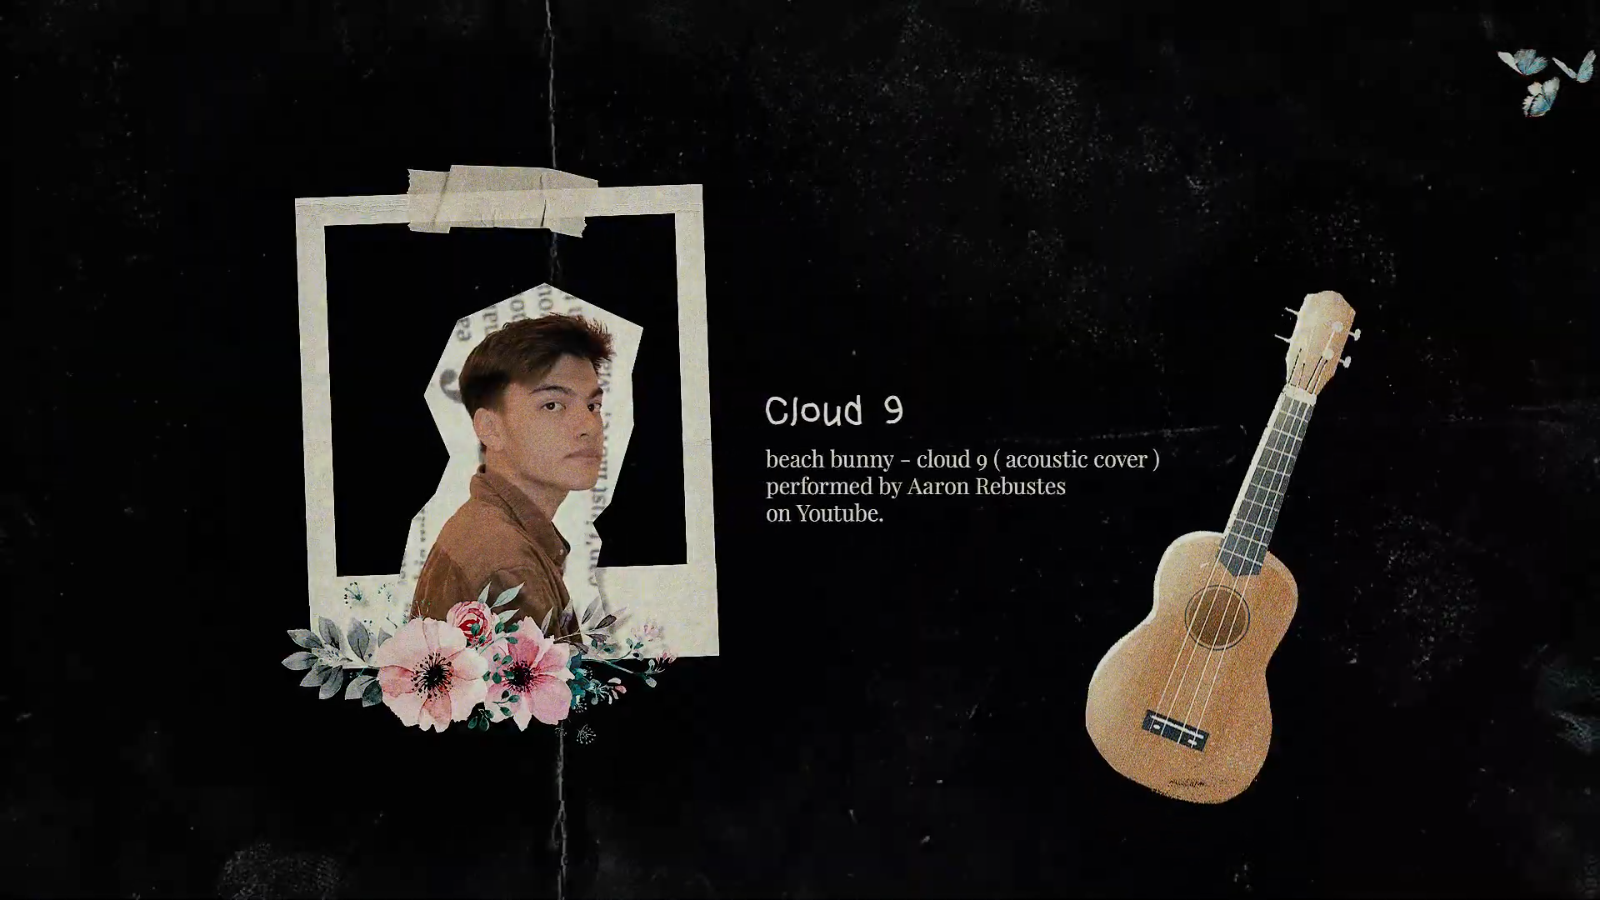 Cloud 9
beach bunny - cloud 9 ( acoustic cover )
performed by Aaron Rebustes
on Youtube.